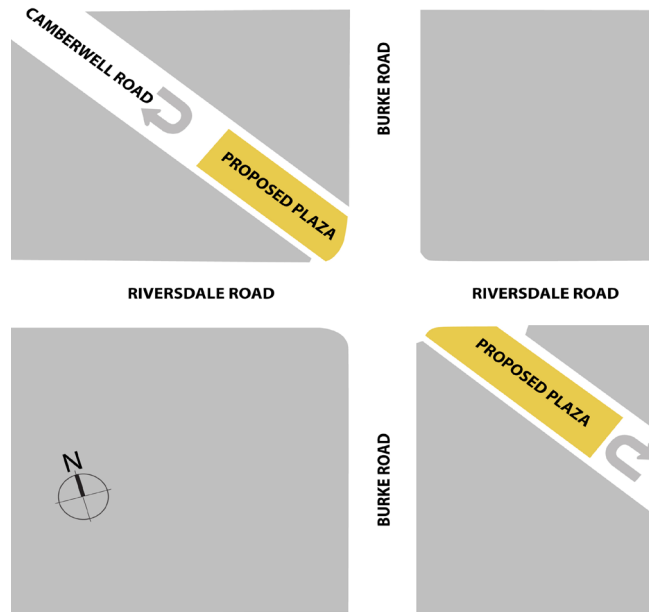 CAMBERWELL ROAD
BURKE ROAD
PROPOSED PLAZA
RIVERSDALE ROAD
RIVERSDALE ROAD
PROPOSED PLAZA
N
BURKE ROAD